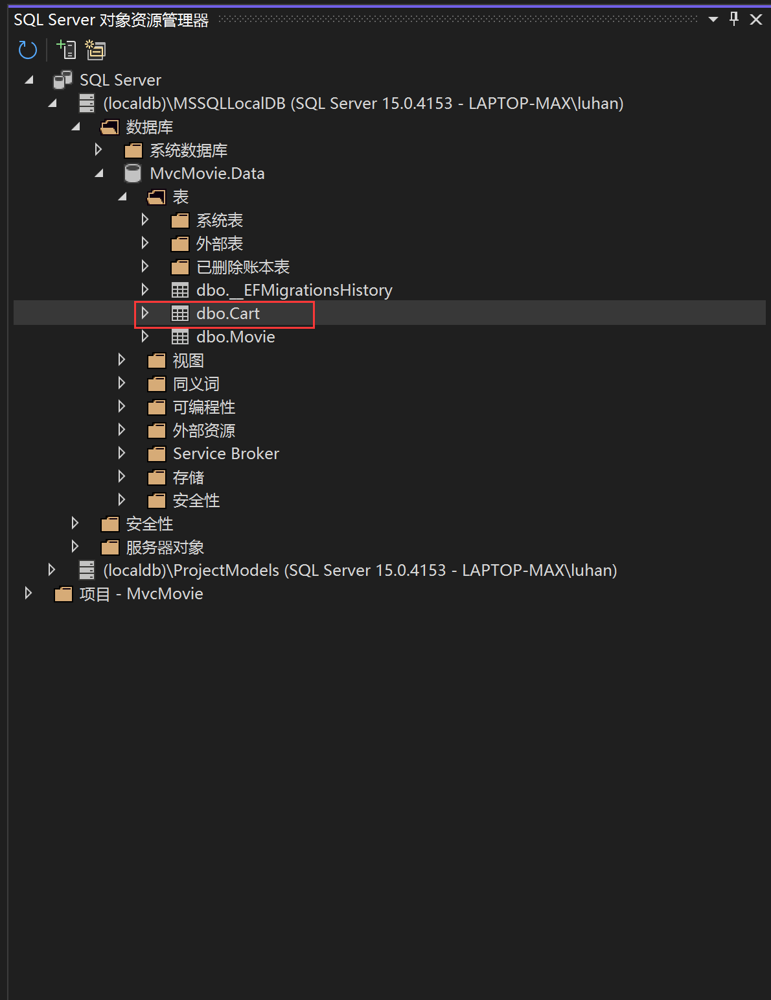 SQL Server 对象资源管理器
SQL Server
(localdb)\MSSQLLocalDB (SQL Server 15.0.4153 - LAPTOP-MAX\luhan)
数据库
系统数据库
MvcMovie.Data
表
系统表
外部表
已删除账本表
dbo.__EFMigrationsHistory
dbo.Cart
dbo.Movie
视图
同义词
可编程性
外部资源
Service Broker
存储
安全性
安全性
服务器对象
(localdb)\ProjectModels (SQL Server 15.0.4153 - LAPTOP-MAX\luhan)
项目 - MvcMovie